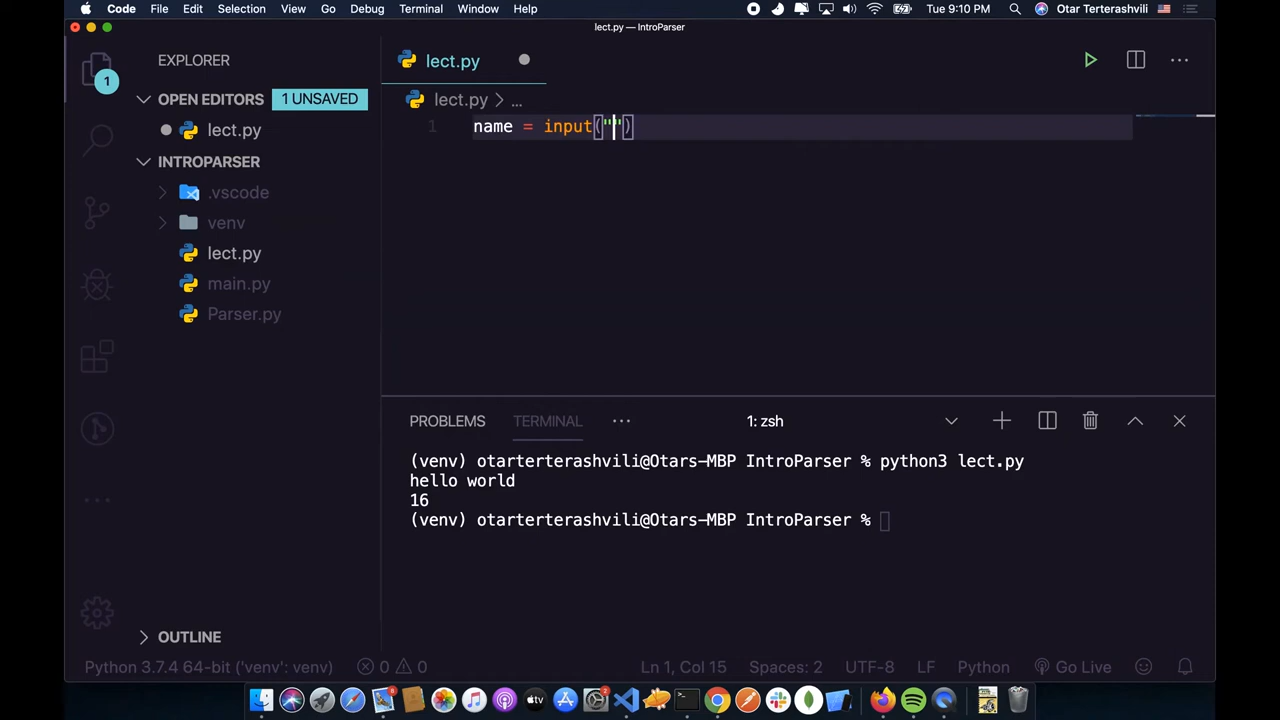 Code File Edit Selection View Go Debug Terminal Window Help Tue 9:10 PM Otar Terterashvili
lect.py — IntroParser
EXPLORER
OPEN EDITORS 1 UNSAVED
lect.py
INTROPARSER
.vscode
venv
lect.py
main.py
Parser.py
OUTLINE
1
lect.py
lect.py > ...
1 name = input("")
PROBLEMS TERMINAL ... 1: zsh
(venv) otarterterashvili@Otars-MBP IntroParser % python3 lect.py
hello world
16
(venv) otarterterashvili@Otars-MBP IntroParser %
Python 3.7.4 64-bit ('venv': venv) 0 0 Ln 1, Col 15 Spaces: 2 UTF-8 LF Python Go Live